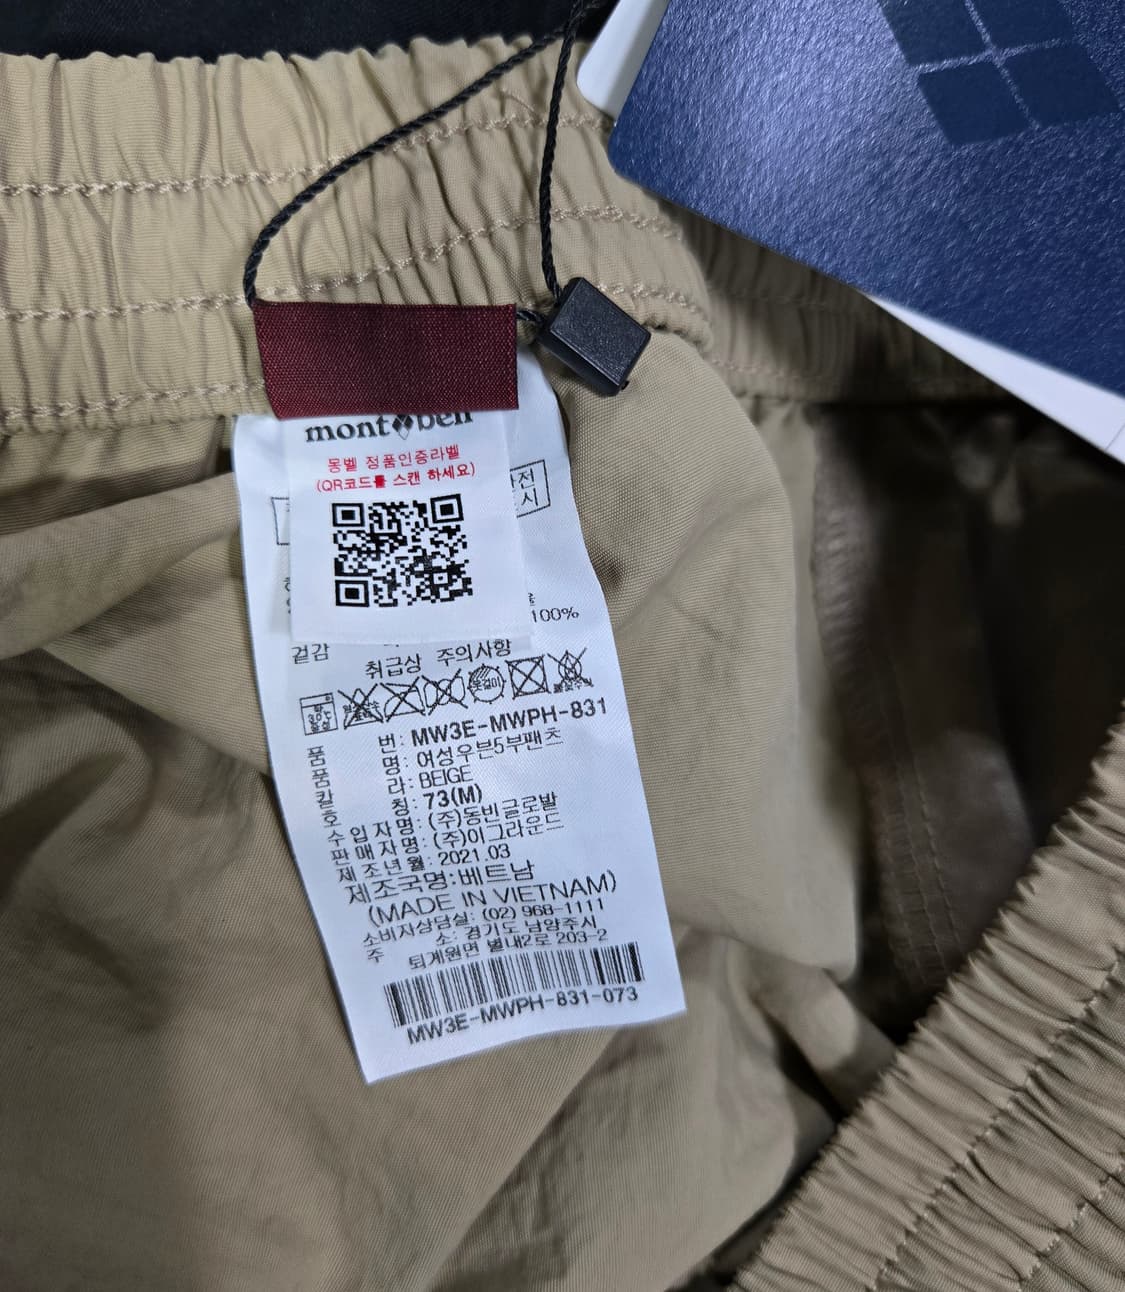 mont bell
몽벨 정품인증라벨
(QR코드를 스캔 하세요)
전
시
100%
겉감
취급상 주의사항
품 번: MW3E-MWPH-831
품 명: 여성우븐5부팬츠
칼 라: BEIGE
호 칭: 73(M)
수 입 자 명: (주)동빈글로발
판 매 자 명: (주)이그라운드
제 조 년 월: 2021.03
제조국명:베트남
(MADE IN VIETNAM)
소비자상담실: (02) 968-1111
주 소: 경기도 남양주시
퇴계원면 별내2로 203-2
MW3E-MWPH-831-073